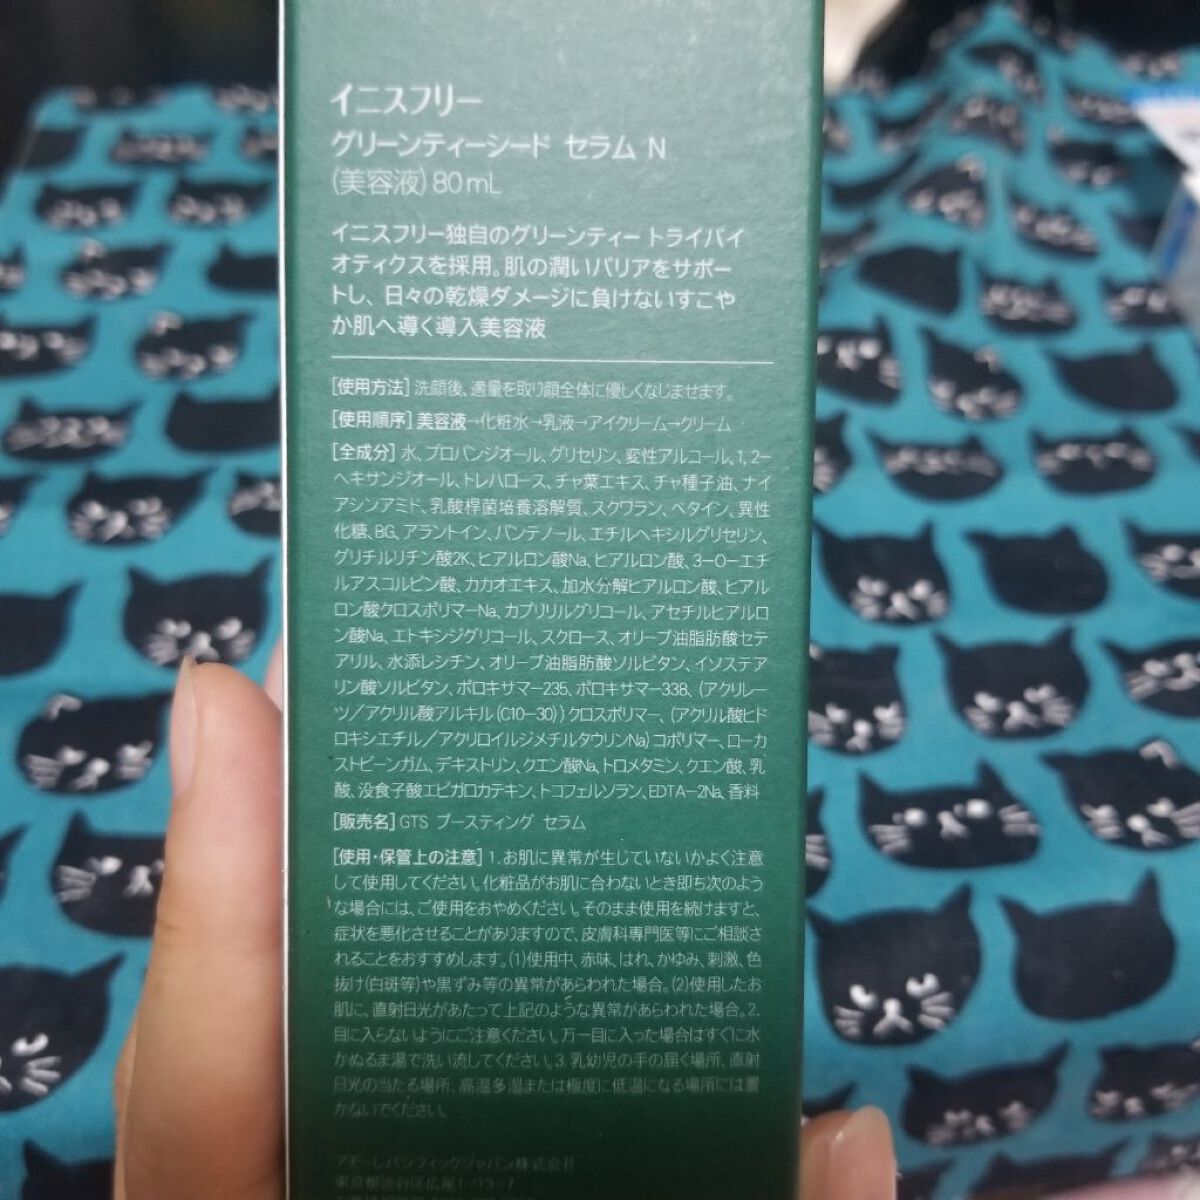 イニスフリー
グリーンティーシード セラム N
(美容液) 80mL
イニスフリー独自のグリーンティートライバイ
オティクスを採用。肌の潤いバリアをサポー
トし、日々の乾燥ダメージに負けないすこや
か肌へ導く導入美容液
[使用方法] 洗顔後、適量を取り顔全体に優しくなじませます。
[使用順序] 美容液→化粧水→乳液→アイクリーム→クリーム
[全成分] 水、プロパンジオール、グリセリン、変性アルコール、1,2-
ヘキサンジオール、トレハロース、チャ葉エキス、チャ種子油、ナイ
アシンアミド、乳酸桿菌培養溶解質、スクワラン、ベタイン、異性
化糖、BG、アラントイン、パンテノール、エチルヘキシルグリセリン、
グリチルリチン酸2K、ヒアルロン酸Na、ヒアルロン酸、3-O-エチ
ルアスコルビン酸、カカオエキス、加水分解ヒアルロン酸、ヒアル
ロン酸クロスポリマーNa、カプリリルグリコール、アセチルヒアルロ
ン酸Na、エトキシジグリコール、スクロース、オリーブ油脂肪酸セテ
アリル、水添レシチン、オリーブ油脂肪酸ソルビタン、イソステア
リン酸ソルビタン、ポロキサマー235、ポロキサマー338、(アクリレー
ツ/アクリル酸アルキル(C10-30))クロスポリマー、(アクリル酸ヒド
ロキシエチル/アクリロイルジメチルタウリンNa)コポリマー、ローカ
ストビーンガム、デキストリン、クエン酸Na、トロメタミン、クエン酸、乳
酸、没食子酸エピガロカテキン、トコフェルソラン、EDTA-2Na、香料
[販売名] GTS ブースティング セラム
[使用・保管上の注意] 1.お肌に異常が生じていないかよく注意
して使用してください。化粧品がお肌に合わないとき即ち次のよう
な場合には、ご使用をおやめください。そのまま使用を続けますと、
症状を悪化させることがありますので、皮膚科専門医等にご相談さ
れることをおすすめします。(1)使用中、赤味、はれ、かゆみ、刺激、色
抜け(白斑等)や黒ずみ等の異常があらわれた場合。(2)使用したお
肌に、直射日光があたって上記のような異常があらわれた場合。2.
目に入らないようにご注意ください。万一目に入った場合はすぐに水
かぬるま湯で洗い流してください。3.乳幼児の手の届く場所、直射
日光の当たる場所、高温多湿または極度に低温になる場所には置
かないでください。
アモーレパシフィックジャパン株式会社
東京都渋谷区広尾1-13-7